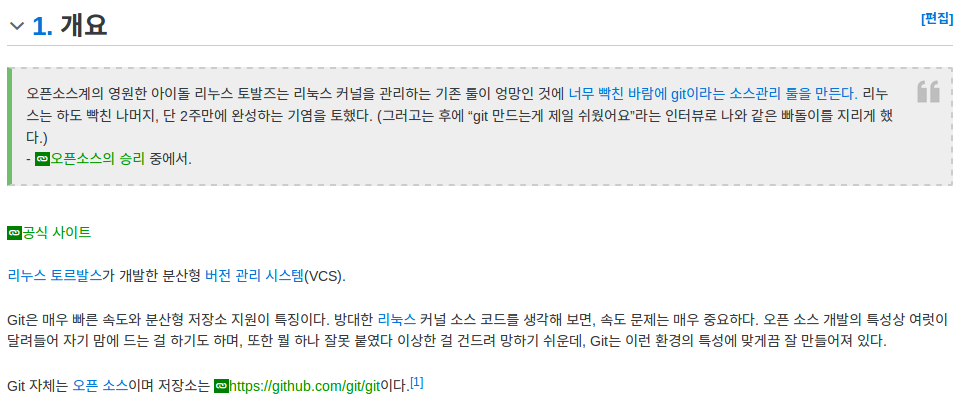 1. 개요
[편집]
오픈소스계의 영원한 아이돌 리누스 토발즈는 리눅스 커널을 관리하는 기존 툴이 엉망인 것에 너무 빡친 바람에 git이라는 소스관리 툴을 만든다. 리누
스는 하도 빡친 나머지, 단 2주만에 완성하는 기염을 토했다. (그러고는 후에 “git 만드는게 제일 쉬웠어요”라는 인터뷰로 나와 같은 빠돌이를 지리게 했
다.)
- 오픈소스의 승리 중에서.
공식 사이트
리누스 토르발스가 개발한 분산형 버전 관리 시스템(VCS).
Git은 매우 빠른 속도와 분산형 저장소 지원이 특징이다. 방대한 리눅스 커널 소스 코드를 생각해 보면, 속도 문제는 매우 중요하다. 오픈 소스 개발의 특성상 여럿이
달려들어 자기 맘에 드는 걸 하기도 하며, 또한 뭘 하나 잘못 붙였다 이상한 걸 건드려 망하기 쉬운데, Git는 이런 환경의 특성에 맞게끔 잘 만들어져 있다.
Git 자체는 오픈 소스이며 저장소는 https://github.com/git/git이다.[1]